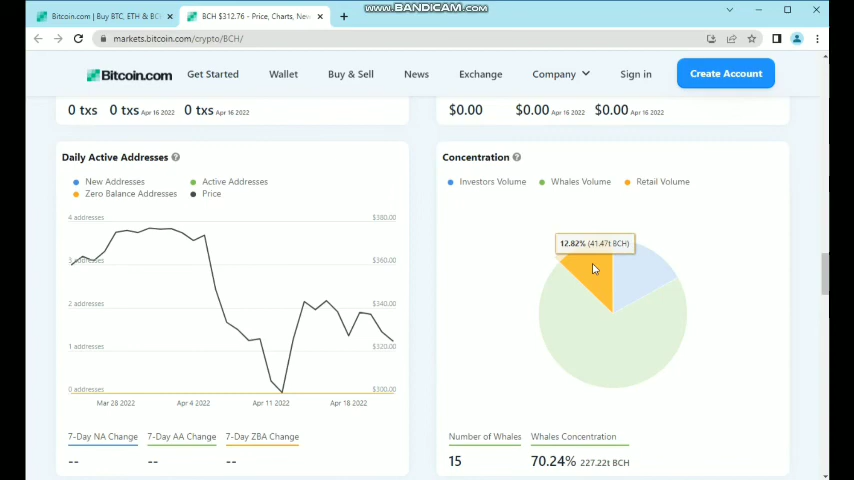 www.BANDICAM.com
Bitcoin.com | Buy BTC, ETH & BC
BCH $312.76 - Price, Charts, New
markets.bitcoin.com/crypto/BCH/
Bitcoin.com Get Started Wallet Buy & Sell News Exchange Company Sign in Create Account
0 txs 0 txs Apr 16 2022 0 txs Apr 16 2022
$0.00 $0.00 Apr 16 2022 $0.00 Apr 16 2022
Daily Active Addresses ?
New Addresses Active Addresses
Zero Balance Addresses Price
4 addresses $380.00
3 addresses $360.00
2 addresses $340.00
1 addresses $320.00
0 addresses $300.00
Mar 28 2022 Apr 4 2022 Apr 11 2022 Apr 18 2022
7-Day NA Change 7-Day AA Change 7-Day ZBA Change
-- -- --
Concentration ?
Investors Volume Whales Volume Retail Volume
12.82% (41.47t BCH)
Number of Whales Whales Concentration
15 70.24% 227.22t BCH